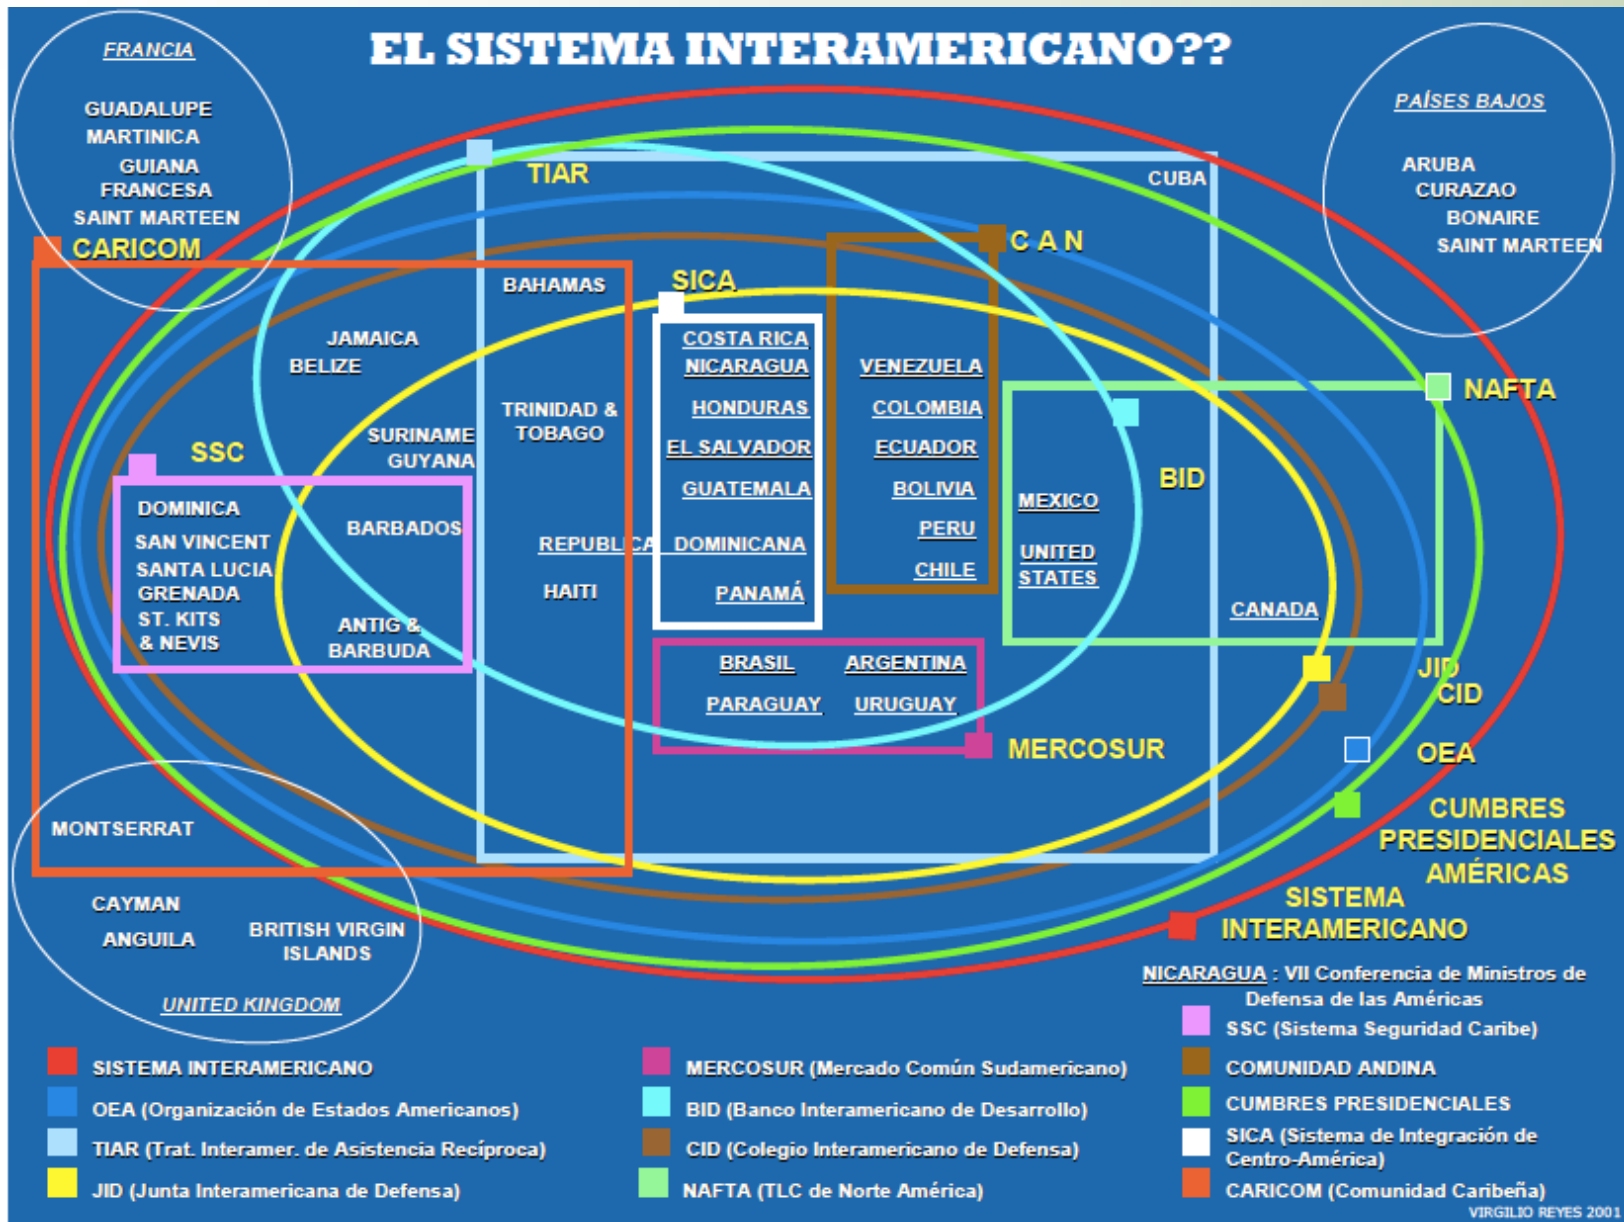 EL SISTEMA INTERAMERICANO??
FRANCIA
GUADALUPE
MARTINICA
GUIANA
FRANCESA
SAINT MARTEEN
PAÍSES BAJOS
ARUBA
CURAZAO
BONAIRE
SAINT MARTEEN
TIAR
CUBA
CARICOM
C A N
BAHAMAS
SICA
JAMAICA
BELIZE
COSTA RICA
NICARAGUA
HONDURAS
EL SALVADOR
GUATEMALA
VENEZUELA
COLOMBIA
ECUADOR
BOLIVIA
PERU
CHILE
NAFTA
TRINIDAD &
TOBAGO
SURINAME
GUYANA
SSC
BID
DOMINICA
SAN VINCENT
SANTA LUCIA
GRENADA
ST. KITS
& NEVIS
BARBADOS
ANTIG &
BARBUDA
REPUBLICA DOMINICANA
HAITI
PANAMÁ
MEXICO
UNITED
STATES
CANADA
BRASIL
ARGENTINA
PARAGUAY
URUGUAY
MERCOSUR
JID
CID
OEA
CUMBRES
PRESIDENCIALES
AMÉRICAS
SISTEMA
INTERAMERICANO
MONTSERRAT
CAYMAN
ANGUILA
BRITISH VIRGIN
ISLANDS
UNITED KINGDOM
NICARAGUA : VII Conferencia de Ministros de
Defensa de las Américas
SSC (Sistema Seguridad Caribe)
SISTEMA INTERAMERICANO
MERCOSUR (Mercado Común Sudamericano)
COMUNIDAD ANDINA
OEA (Organización de Estados Americanos)
BID (Banco Interamericano de Desarrollo)
CUMBRES PRESIDENCIALES
TIAR (Trat. Interamer. de Asistencia Recíproca)
CID (Colegio Interamericano de Defensa)
SICA (Sistema de Integración de
Centro-América)
JID (Junta Interamericana de Defensa)
NAFTA (TLC de Norte América)
CARICOM (Comunidad Caribeña)
VIRGILIO REYES 2001